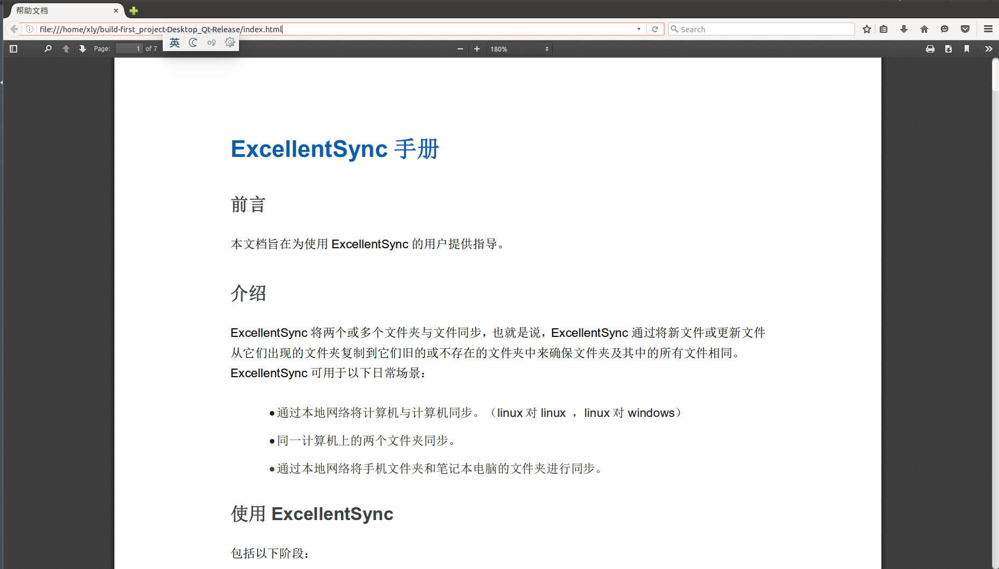 帮助文档
file:///home/xly/build-first_project-Desktop_Qt-Release/index.html
Search
英
Page: 1 of 7
180%
ExcellentSync 手册
前言
本文档旨在为使用 ExcellentSync 的用户提供指导。
介绍
ExcellentSync 将两个或多个文件夹与文件同步，也就是说，ExcellentSync 通过将新文件或更新文件
从它们出现的文件夹复制到它们旧的或不存在的文件夹中来确保文件夹及其中的所有文件相同。
ExcellentSync 可用于以下日常场景：
●通过本地网络将计算机与计算机同步。（linux 对 linux ，linux 对 windows）
●同一计算机上的两个文件夹同步。
●通过本地网络将手机文件夹和笔记本电脑的文件夹进行同步。
使用 ExcellentSync
包括以下阶段：